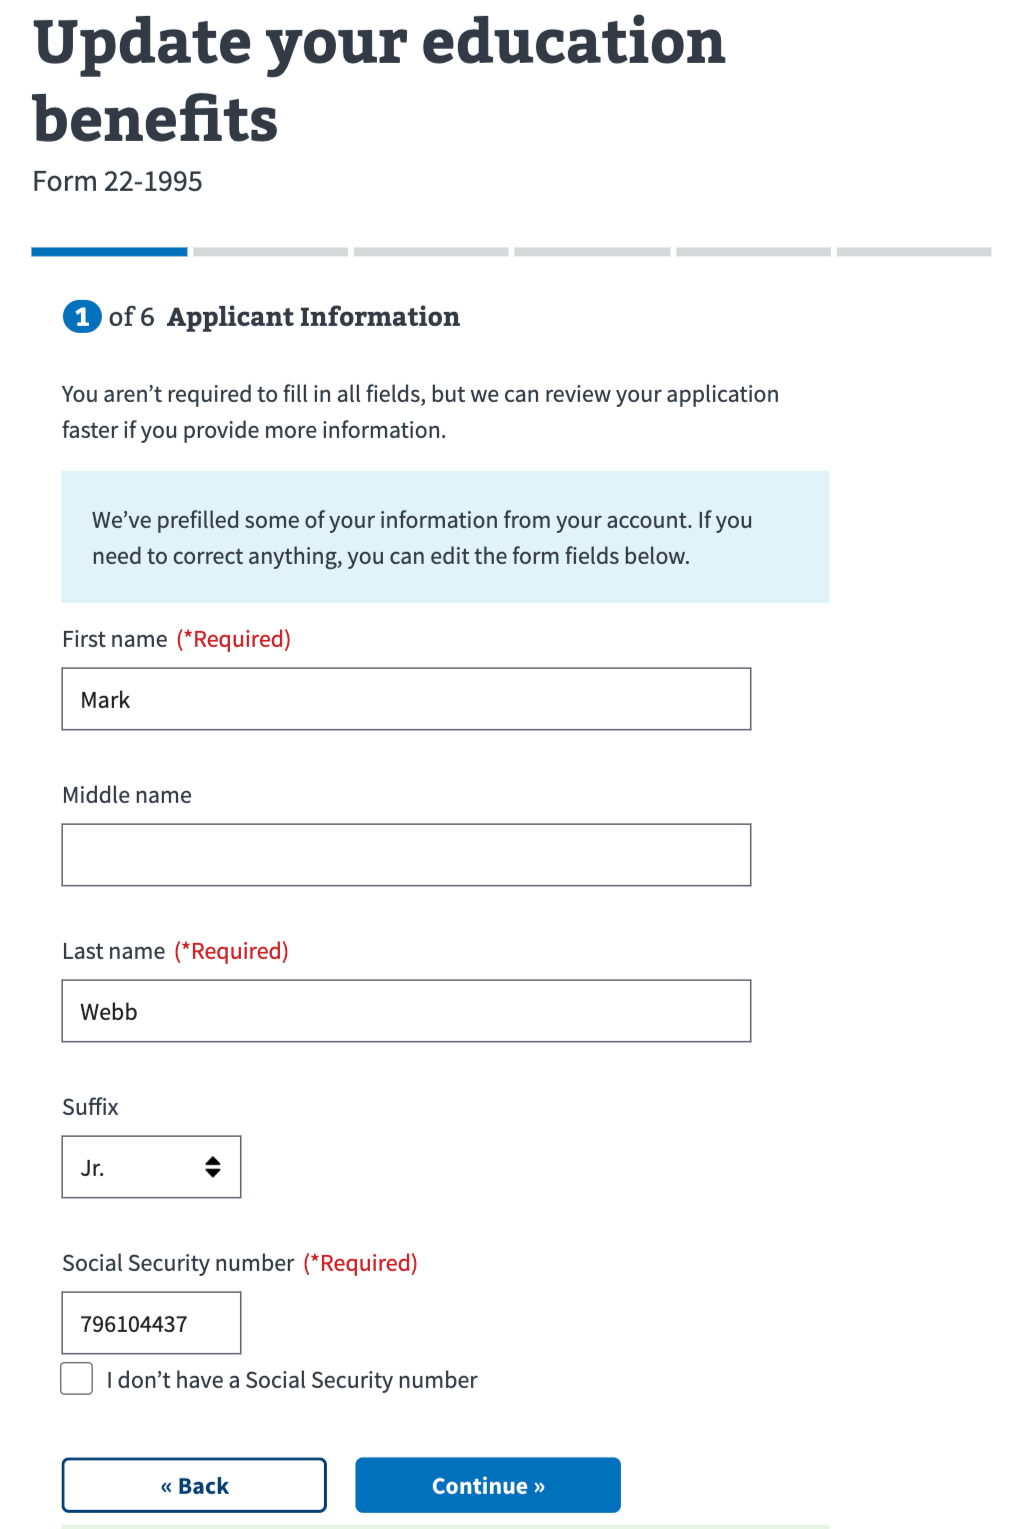 Update your education
benefits
Form 22-1995
1 of 6 Applicant Information
You aren’t required to fill in all fields, but we can review your application
faster if you provide more information.
We’ve prefilled some of your information from your account. If you
need to correct anything, you can edit the form fields below.
First name (*Required)
Mark
Middle name
Last name (*Required)
Webb
Suffix
Jr.
Social Security number (*Required)
796104437
I don’t have a Social Security number
« Back
Continue »